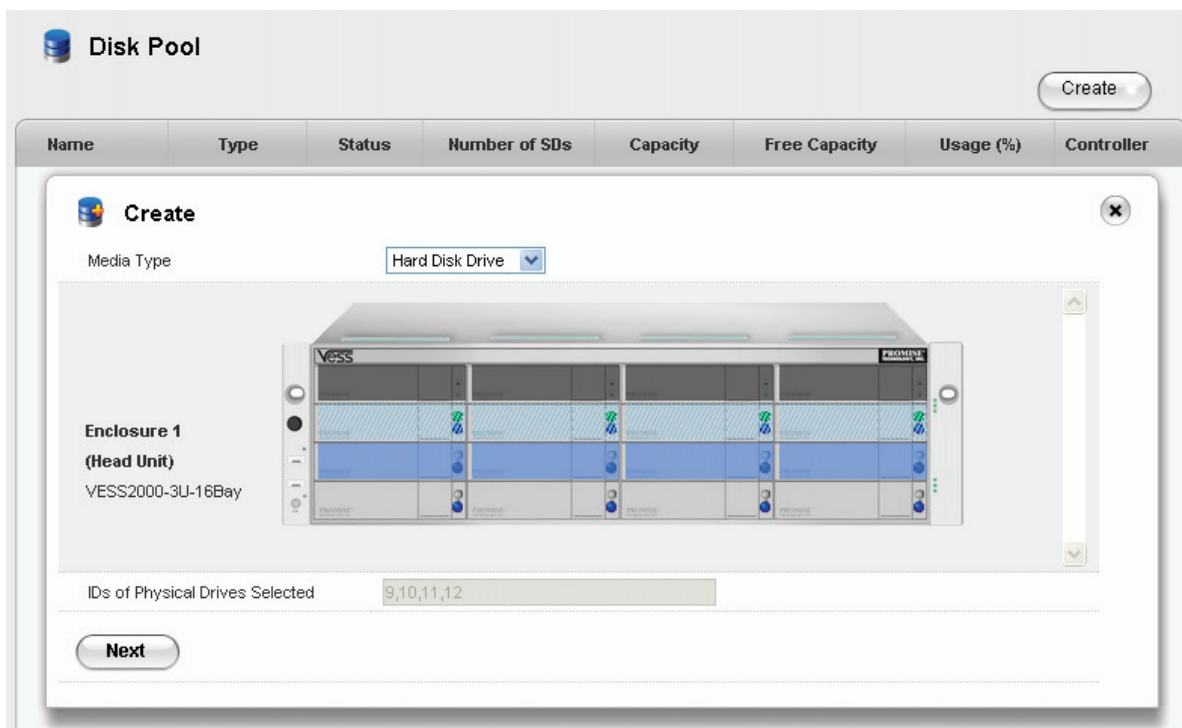 Disk Pool
Create
Name Type Status Number of SDs Capacity Free Capacity Usage (%) Controller
Create
Media Type Hard Disk Drive
Vess PROMISE TECHNOLOGY, INC.
Enclosure 1
(Head Unit)
VESS2000-3U-16Bay
IDs of Physical Drives Selected 9,10,11,12
Next